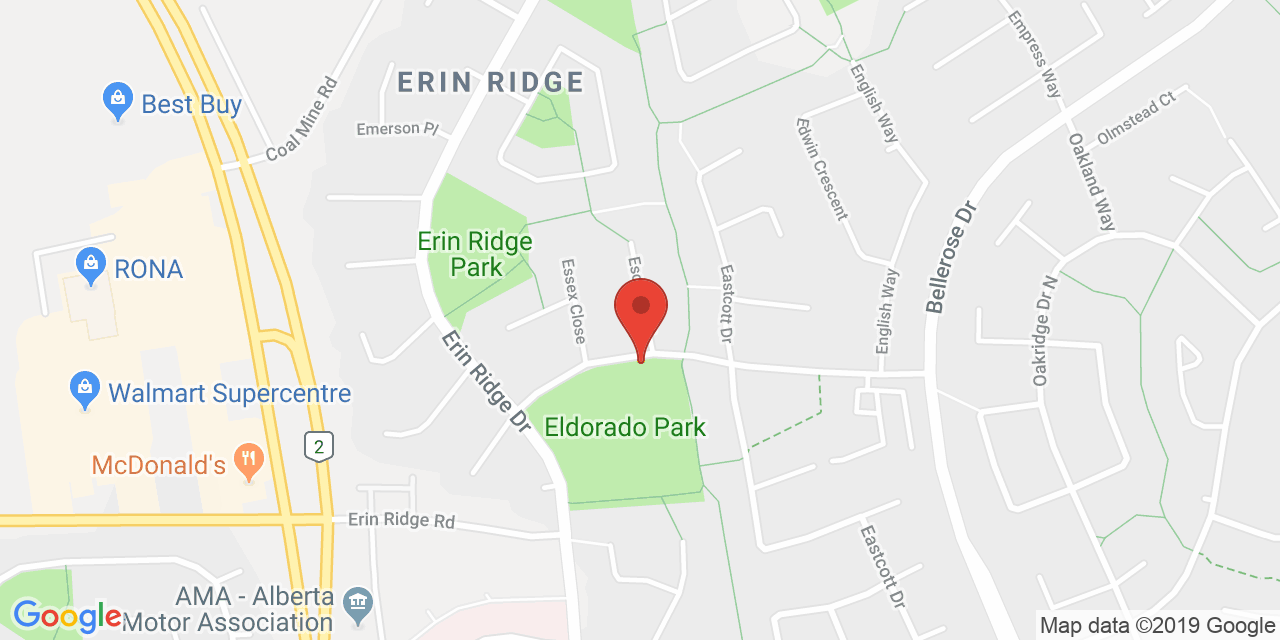 ERIN RIDGE
Best Buy
Coal Mine Rd
Emerson Pl
English Way
Empress Way
Olmstead Ct
Edwin Crescent
Oakland Way
Erin Ridge
Park
RONA
Essex Close
Eastcott Dr
English Way
Bellerose Dr
Oakridge Dr N
Erin Ridge Dr
Walmart Supercentre
Eldorado Park
2
McDonald's
Erin Ridge Rd
Eastcott Dr
AMA - Alberta
Motor Association
Google
Map data ©2019 Google